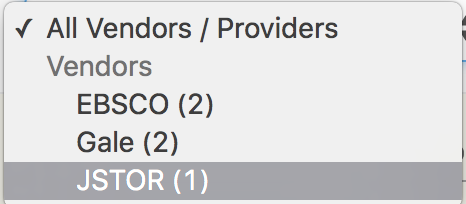 ✓ All Vendors / Providers
Vendors
EBSCO (2)
Gale (2)
JSTOR (1)